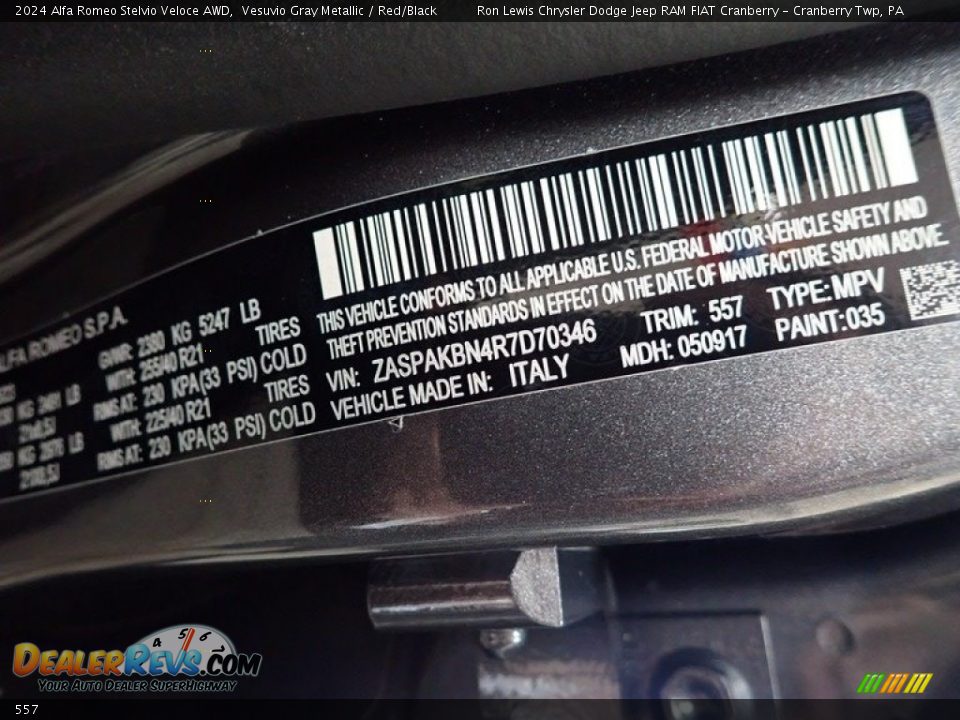 2024 Alfa Romeo Stelvio Veloce AWD, Vesuvio Gray Metallic / Red/Black Ron Lewis Chrysler Dodge Jeep RAM FIAT Cranberry - Cranberry Twp, PA
ALFA ROMEO S.P.A.
GVWR: 2380 KG 5247 LB
WITH: 255/40 R21 TIRES
RIMS AT: 230 KPA(33 PSI) COLD
WITH: 225/40 R21 TIRES
RIMS AT: 230 KPA(33 PSI) COLD
THIS VEHICLE CONFORMS TO ALL APPLICABLE U.S. FEDERAL MOTOR VEHICLE SAFETY AND
THEFT PREVENTION STANDARDS IN EFFECT ON THE DATE OF MANUFACTURE SHOWN ABOVE.
VIN: ZASPAKBN4R7D70346 TRIM: 557 TYPE: MPV
VEHICLE MADE IN: ITALY MDH: 050917 PAINT: 035
4 5 6
DEALERREVS.COM
YOUR AUTO DEALER SUPERHIGHWAY
557